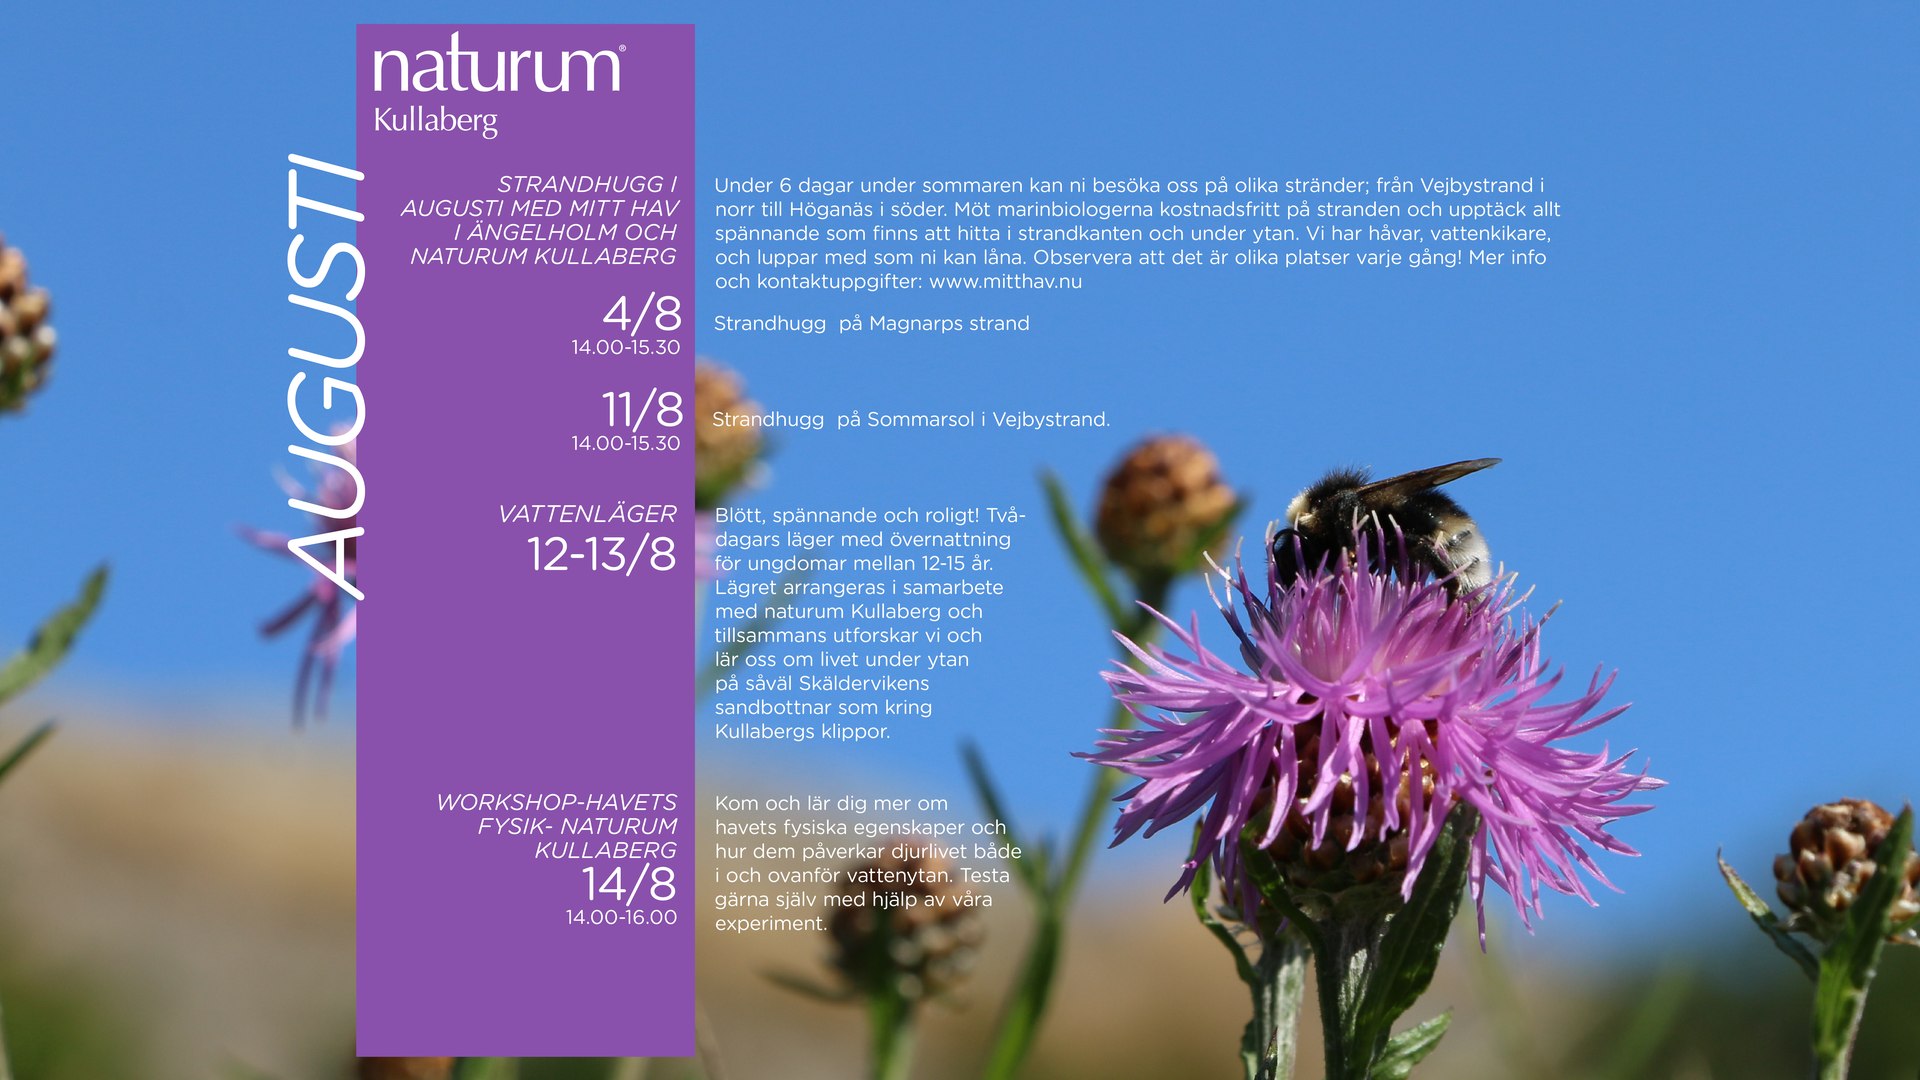 naturum®
Kullaberg
AUGUSTI
STRANDHUGG I
AUGUSTI MED MITT HAV
I ÄNGELHOLM OCH
NATURUM KULLABERG
Under 6 dagar under sommaren kan ni besöka oss på olika stränder; från Vejbystrand i
norr till Höganäs i söder. Möt marinbiologerna kostnadsfritt på stranden och upptäck allt
spännande som finns att hitta i strandkanten och under ytan. Vi har håvar, vattenkikare,
och luppar med som ni kan låna. Observera att det är olika platser varje gång! Mer info
och kontaktuppgifter: www.mitthav.nu
4/8
14.00-15.30
Strandhugg på Magnarps strand
11/8
14.00-15.30
Strandhugg på Sommarsol i Vejbystrand.
VATTENLÄGER
12-13/8
Blött, spännande och roligt! Två-
dagars läger med övernattning
för ungdomar mellan 12-15 år.
Lägret arrangeras i samarbete
med naturum Kullaberg och
tillsammans utforskar vi och
lär oss om livet under ytan
på såväl Skäldervikens
sandbottnar som kring
Kullabergs klippor.
WORKSHOP-HAVETS
FYSIK- NATURUM
KULLABERG
14/8
14.00-16.00
Kom och lär dig mer om
havets fysiska egenskaper och
hur dem påverkar djurlivet både
i och ovanför vattenytan. Testa
gärna själv med hjälp av våra
experiment.